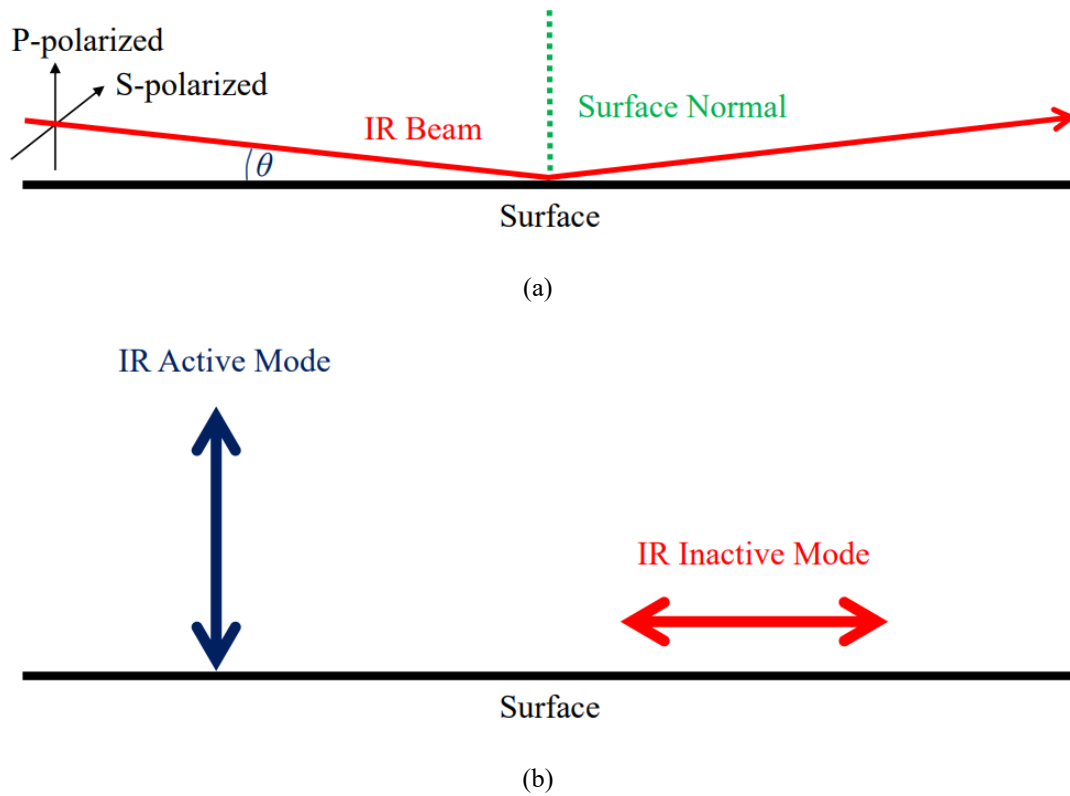 P-polarized
S-polarized
IR Beam
Surface Normal
θ
Surface
(a)
IR Active Mode
IR Inactive Mode
Surface
(b)